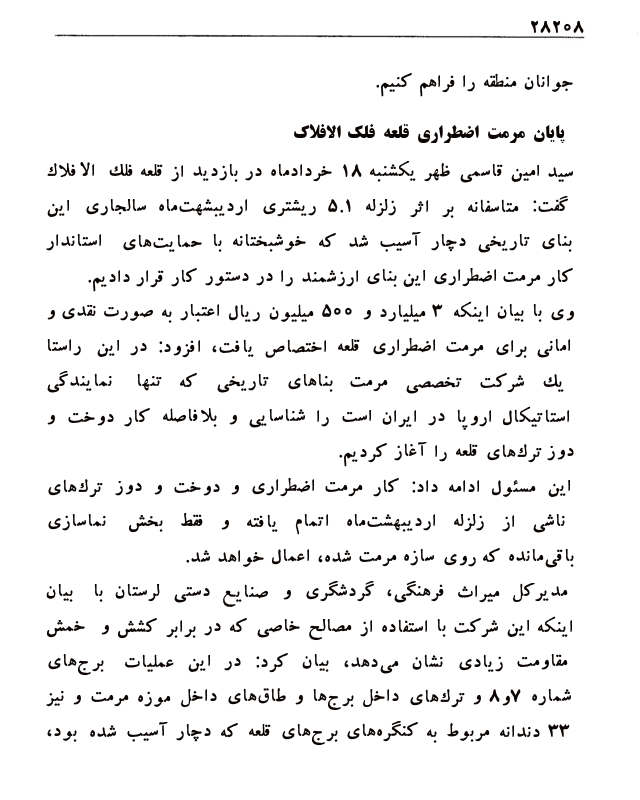 ۲۸۲۰۸
جوانان منطقه را فراهم کنیم.
پایان مرمت اضطراری قلعه فلک الافلاک
سید امین قاسمی ظهر یکشنبه ۱۸ خردادماه در بازدید از قلعه فلك الافلاك
گفت: متاسفانه بر اثر زلزله ۵.۱ ریشتری اردیبشهت‌ماه سالجاری این
بنای تاریخی دچار آسیب شد که خوشبختانه با حمایت‌های استاندار
کار مرمت اضطراری این بنای ارزشمند را در دستور کار قرار دادیم.
وی با بیان اینکه ۳ میلیارد و ۵۰۰ میلیون ریال اعتبار به صورت نقدی و
امانی برای مرمت اضطراری قلعه اختصاص یافت، افزود: در این راستا
یك شرکت تخصصی مرمت بناهای تاریخی که تنها نمایندگی
استاتیکال اروپا در ایران است را شناسایی و بلافاصله کار دوخت و
دوز ترك‌های قلعه را آغاز کردیم.
این مسئول ادامه داد: کار مرمت اضطراری و دوخت و دوز ترك‌های
ناشی از زلزله اردیبهشت‌ماه اتمام یافته و فقط بخش نماسازی
باقی‌مانده که روی سازه مرمت شده، اعمال خواهد شد.
مدیرکل میراث فرهنگی، گردشگری و صنایع دستی لرستان با بیان
اینکه این شرکت با استفاده از مصالح خاصی که در برابر کشش و خمش
مقاومت زیادی نشان می‌دهد، بیان کرد: در این عملیات برج‌های
شماره ۷و۸ و ترك‌های داخل برج‌ها و طاق‌های داخل موزه مرمت و نیز
۳۳ دندانه مربوط به کنگره‌های برج‌های قلعه که دچار آسیب شده بود،